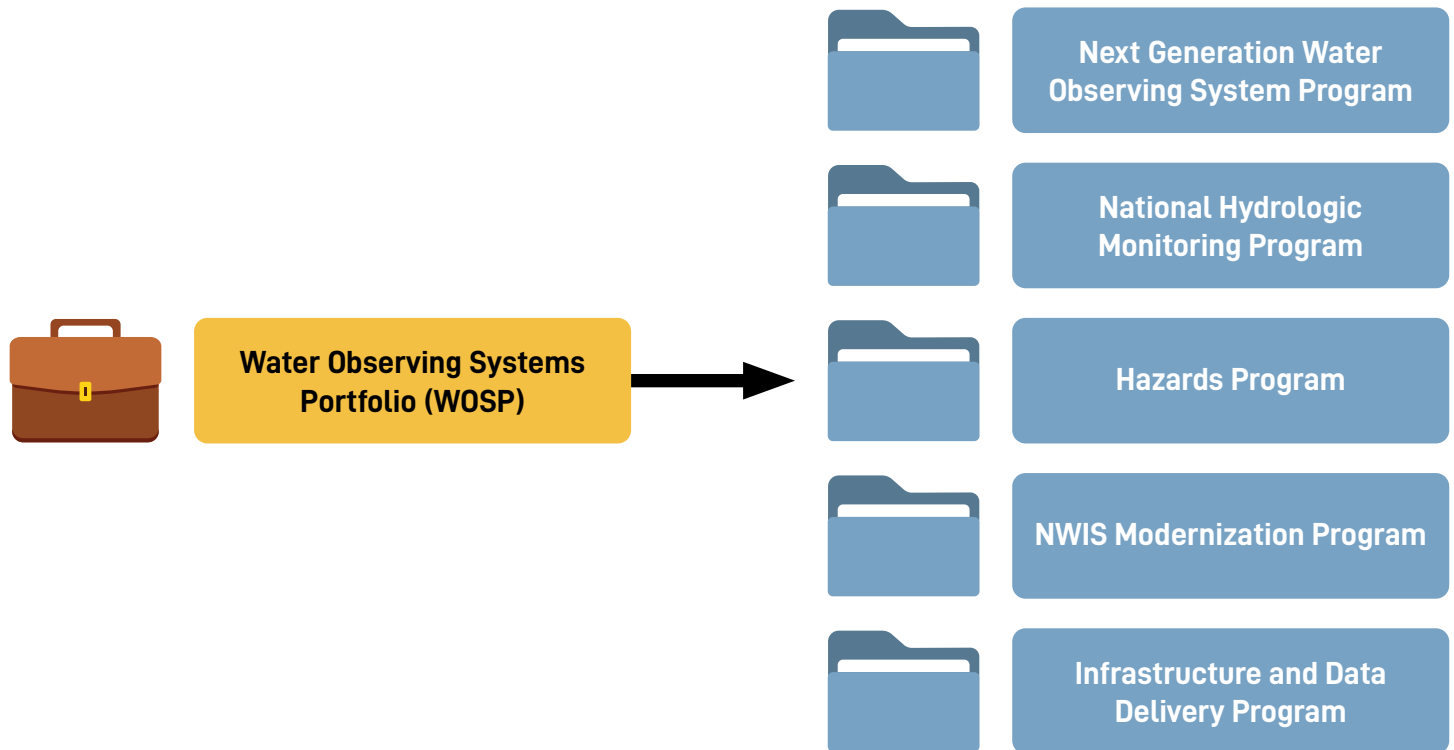 Next Generation Water
Observing System Program
National Hydrologic
Monitoring Program
Water Observing Systems
Portfolio (WOSP)
Hazards Program
NWIS Modernization Program
Infrastructure and Data
Delivery Program